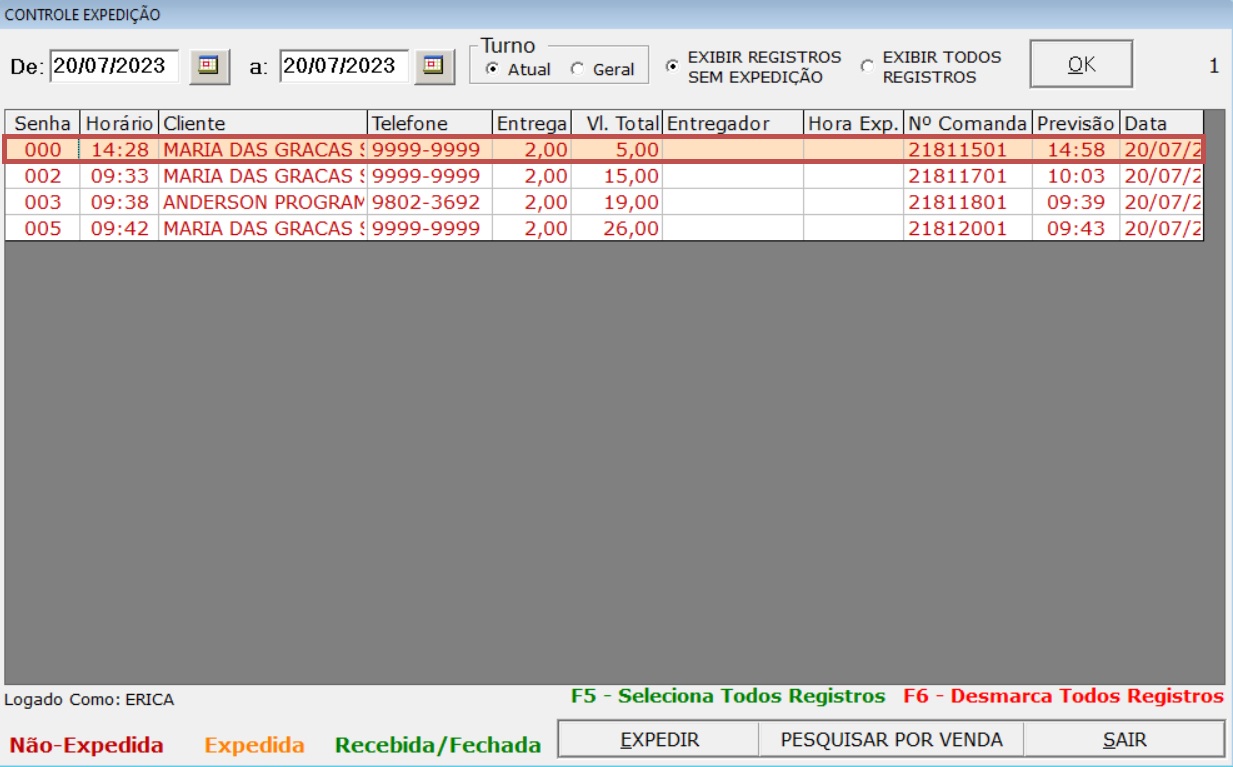 CONTROLE EXPEDIÇÃO
De: 20/07/2023 a: 20/07/2023 Turno Atual Geral EXIBIR REGISTROS SEM EXPEDIÇÃO EXIBIR TODOS REGISTROS OK 1
Senha Horário Cliente Telefone Entrega Vl. Total Entregador Hora Exp. Nº Comanda Previsão Data
000 14:28 MARIA DAS GRACAS S 9999-9999 2,00 5,00 21811501 14:58 20/07/2
002 09:33 MARIA DAS GRACAS S 9999-9999 2,00 15,00 21811701 10:03 20/07/2
003 09:38 ANDERSON PROGRAM 9802-3692 2,00 19,00 21811801 09:39 20/07/2
005 09:42 MARIA DAS GRACAS S 9999-9999 2,00 26,00 21812001 09:43 20/07/2
Logado Como: ERICA F5 - Seleciona Todos Registros F6 - Desmarca Todos Registros
Não-Expedida Expedida Recebida/Fechada EXPEDIR PESQUISAR POR VENDA SAIR